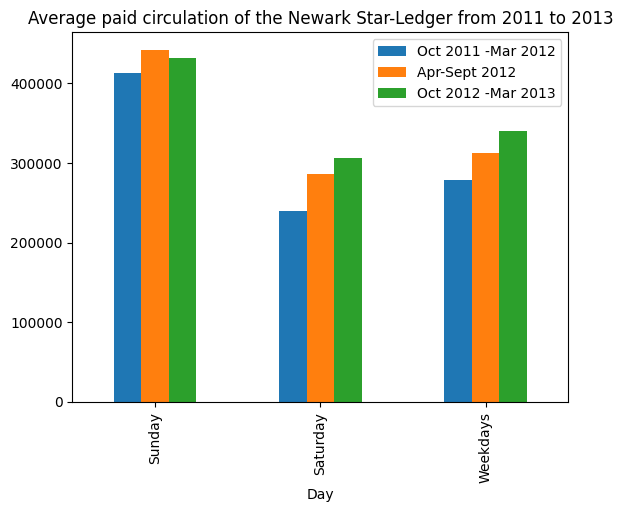 Average paid circulation of the Newark Star-Ledger from 2011 to 2013
Oct 2011 -Mar 2012
Apr-Sept 2012
Oct 2012 -Mar 2013
400000
300000
200000
100000
0
Sunday
Saturday
Weekdays
Day